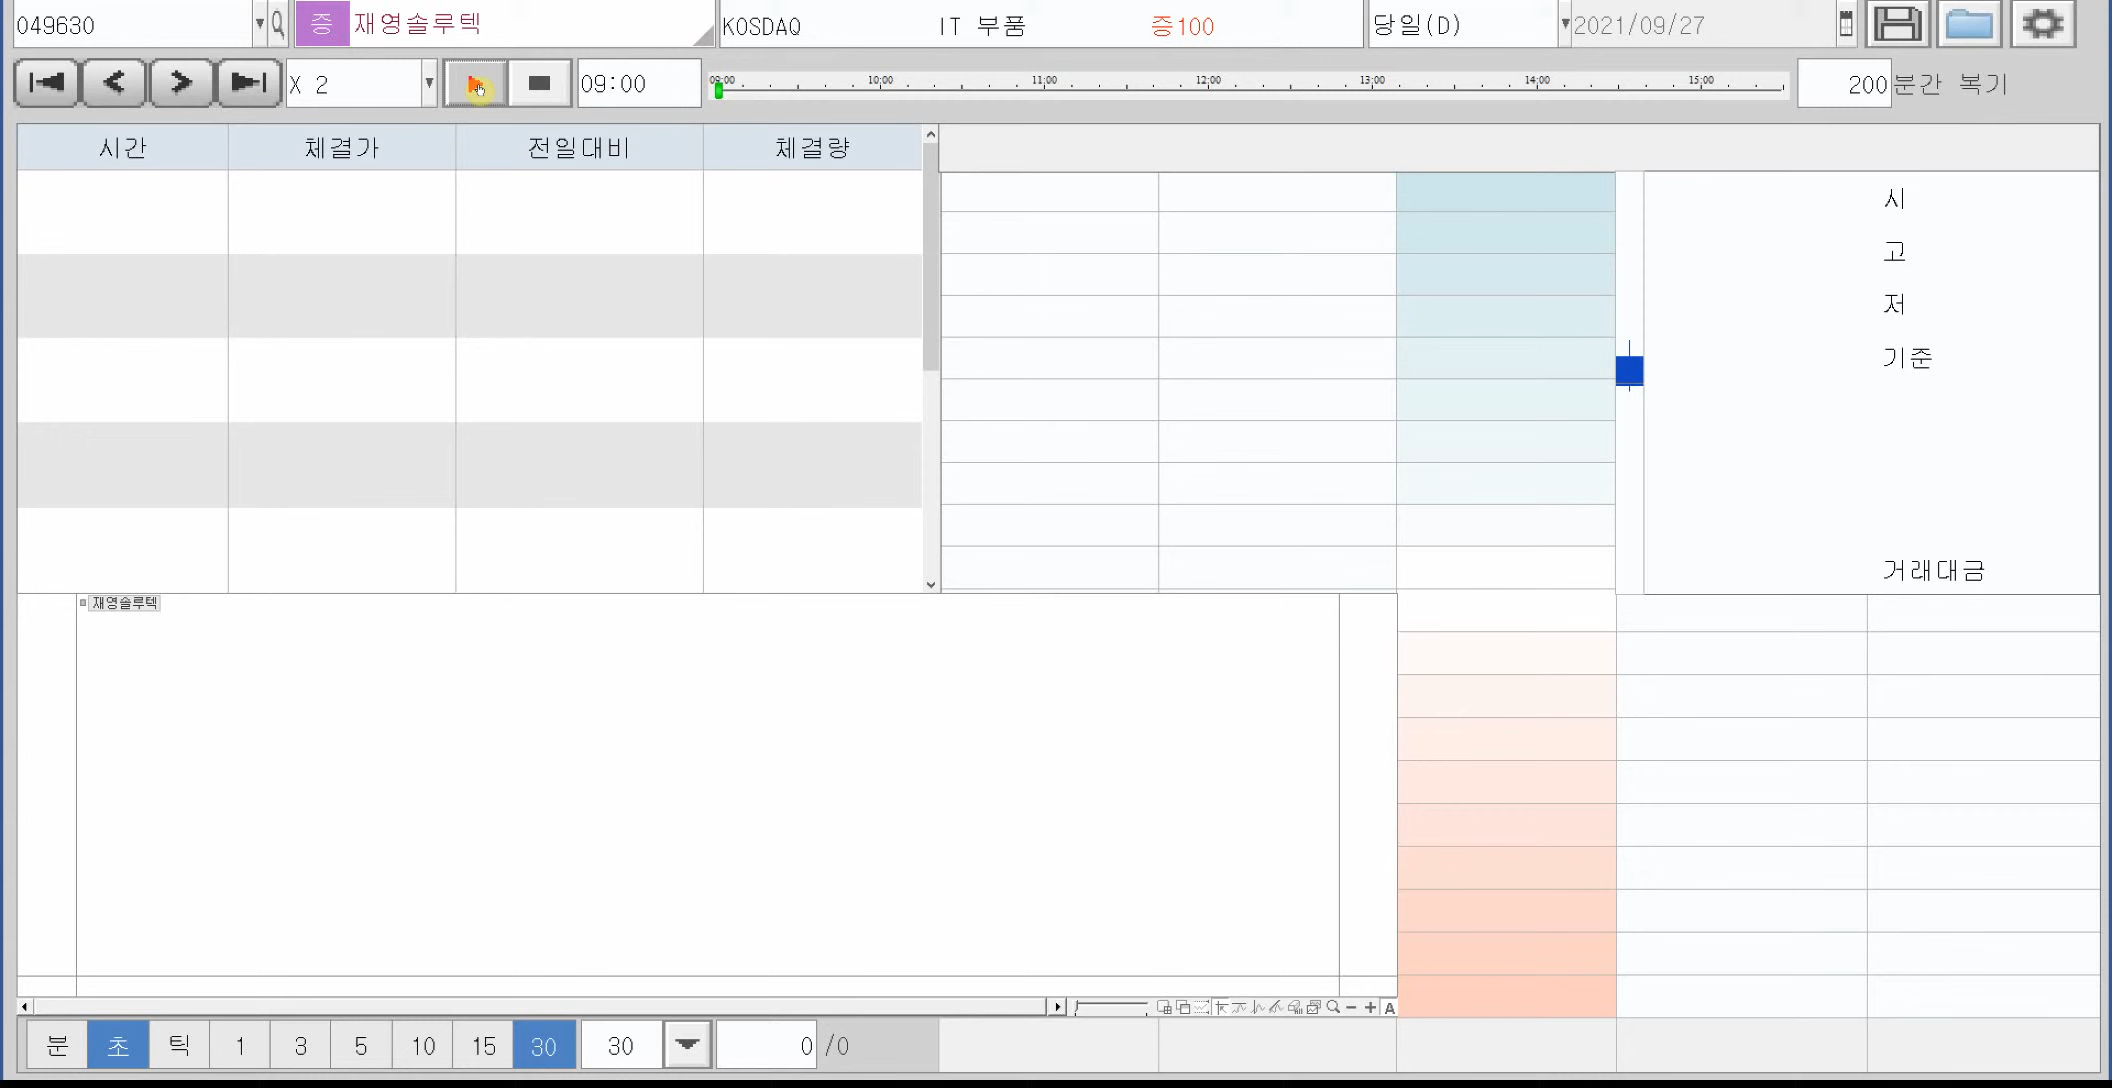 049630 증 재영솔루텍 KOSDAQ IT 부품 증100 당일(D) 2021/09/27
X 2 09:00 09:00 10:00 11:00 12:00 13:00 14:00 15:00 200 분간 복기
시간 체결가 전일대비 체결량
시
고
저
기준
거래대금
재영솔루텍
A
분 초 틱 1 3 5 10 15 30 30 0 /0